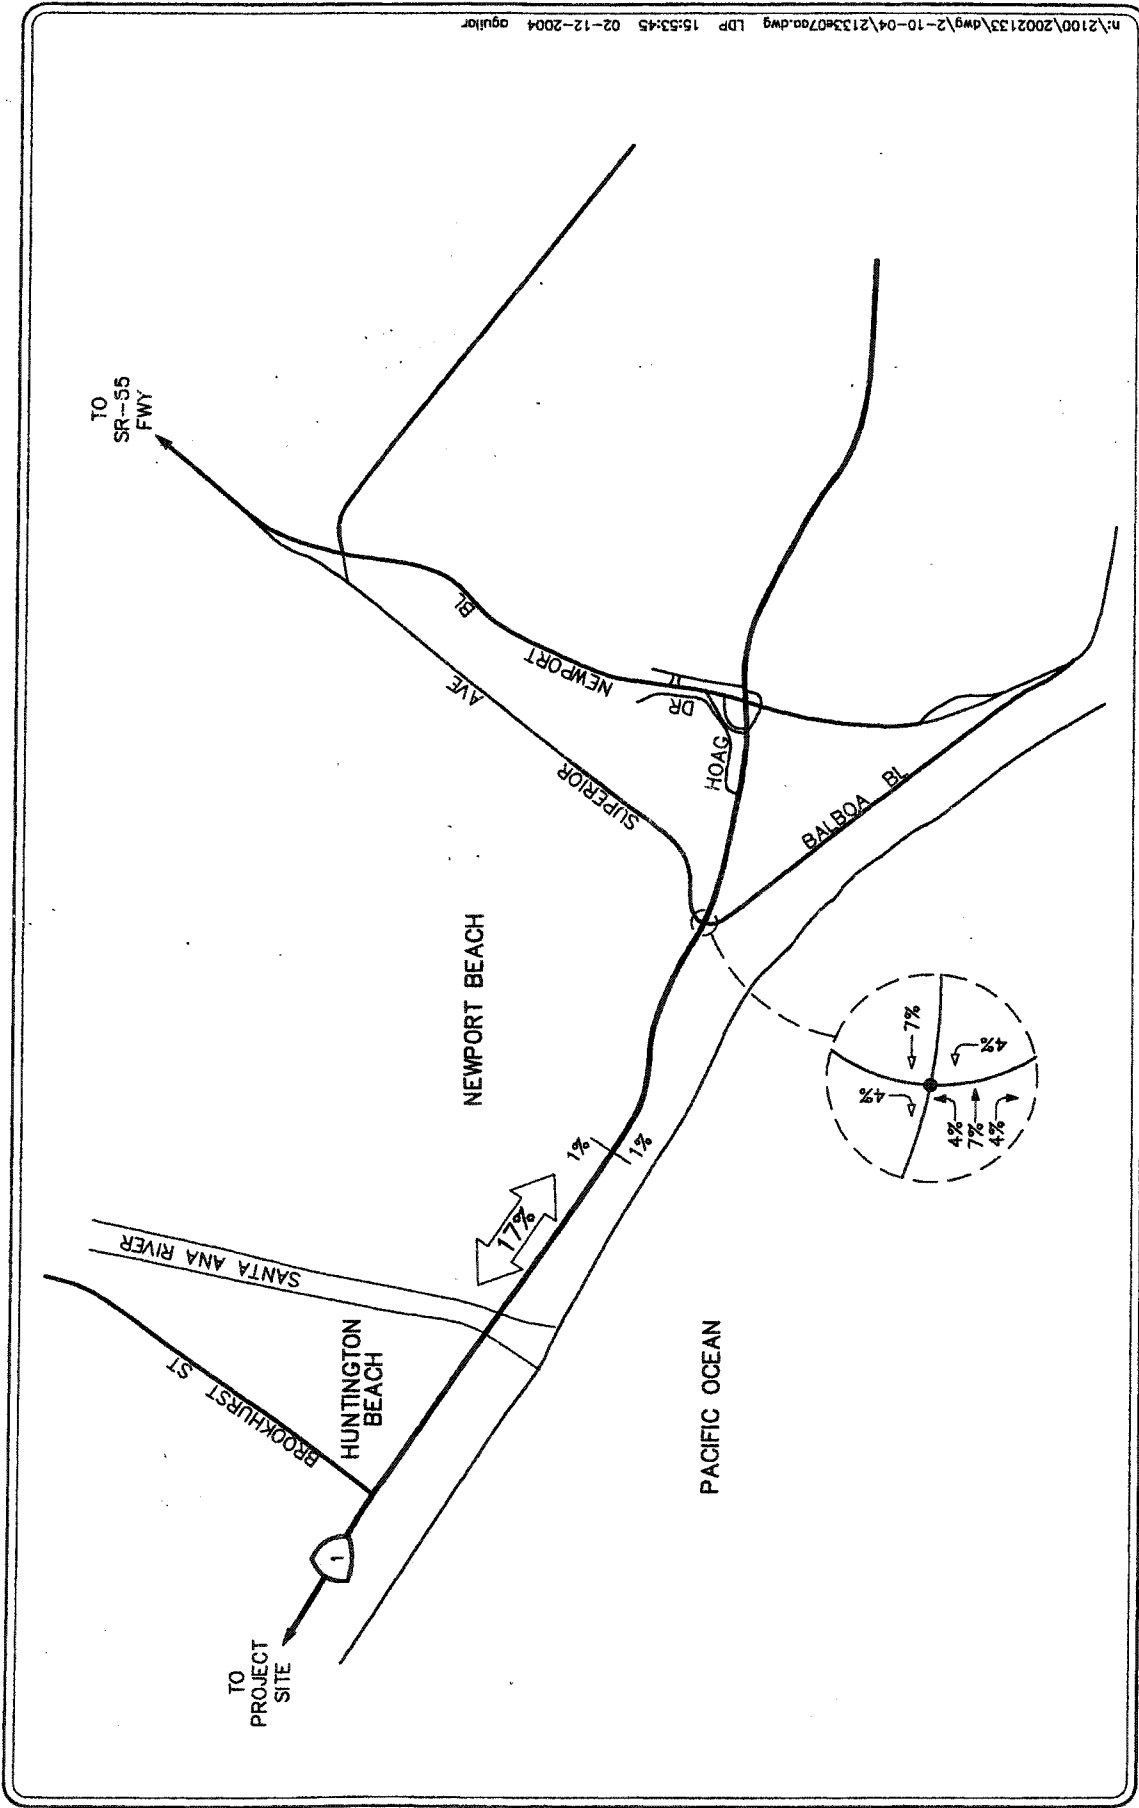 n:\2100\2002133\dwg\2-10-04\2133e07aa.dwg LDP 15:53:45 02-12-2004 aguilar
TO
SR-55
FWY
BROOKHURST ST
SANTA ANA RIVER
HUNTINGTON
BEACH
1
TO
PROJECT
SITE
17%
1%
1%
NEWPORT BEACH
SUPERIOR AVE
NEWPORT BL
HOAG DR
BALBOA BL
PACIFIC OCEAN
4%
7%
4%
4%
7%
4%